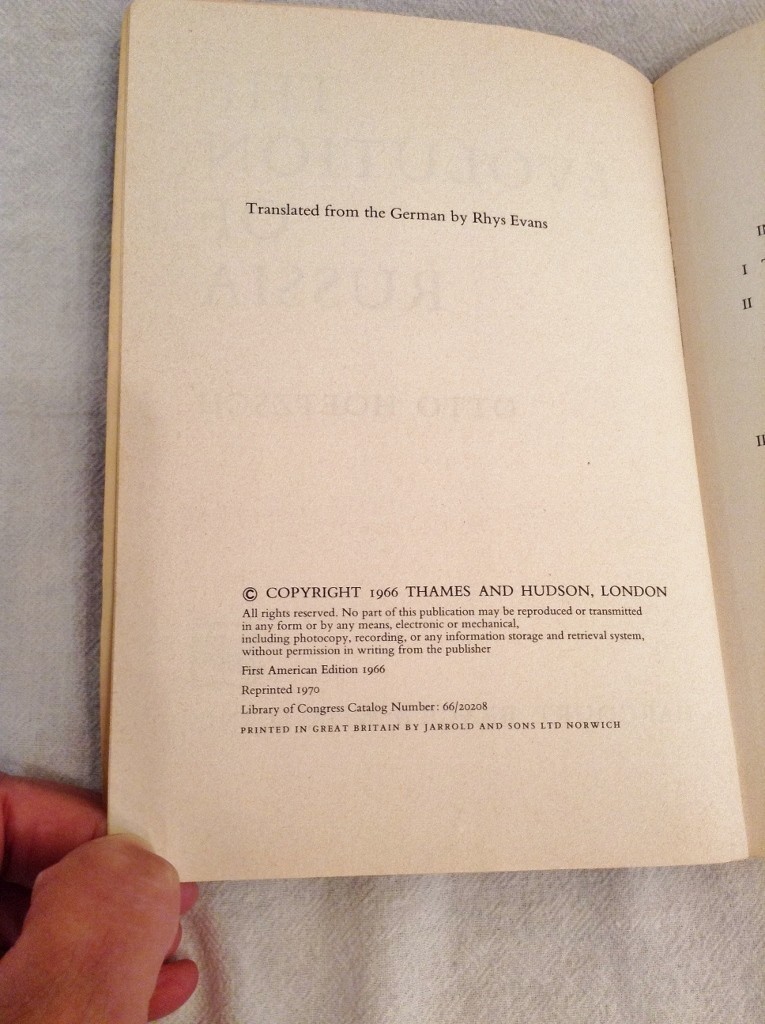 Translated from the German by Rhys Evans
© COPYRIGHT 1966 THAMES AND HUDSON, LONDON
All rights reserved. No part of this publication may be reproduced or transmitted
in any form or by any means, electronic or mechanical,
including photocopy, recording, or any information storage and retrieval system,
without permission in writing from the publisher
First American Edition 1966
Reprinted 1970
Library of Congress Catalog Number: 66/20208
PRINTED IN GREAT BRITAIN BY JARROLD AND SONS LTD NORWICH
I
II